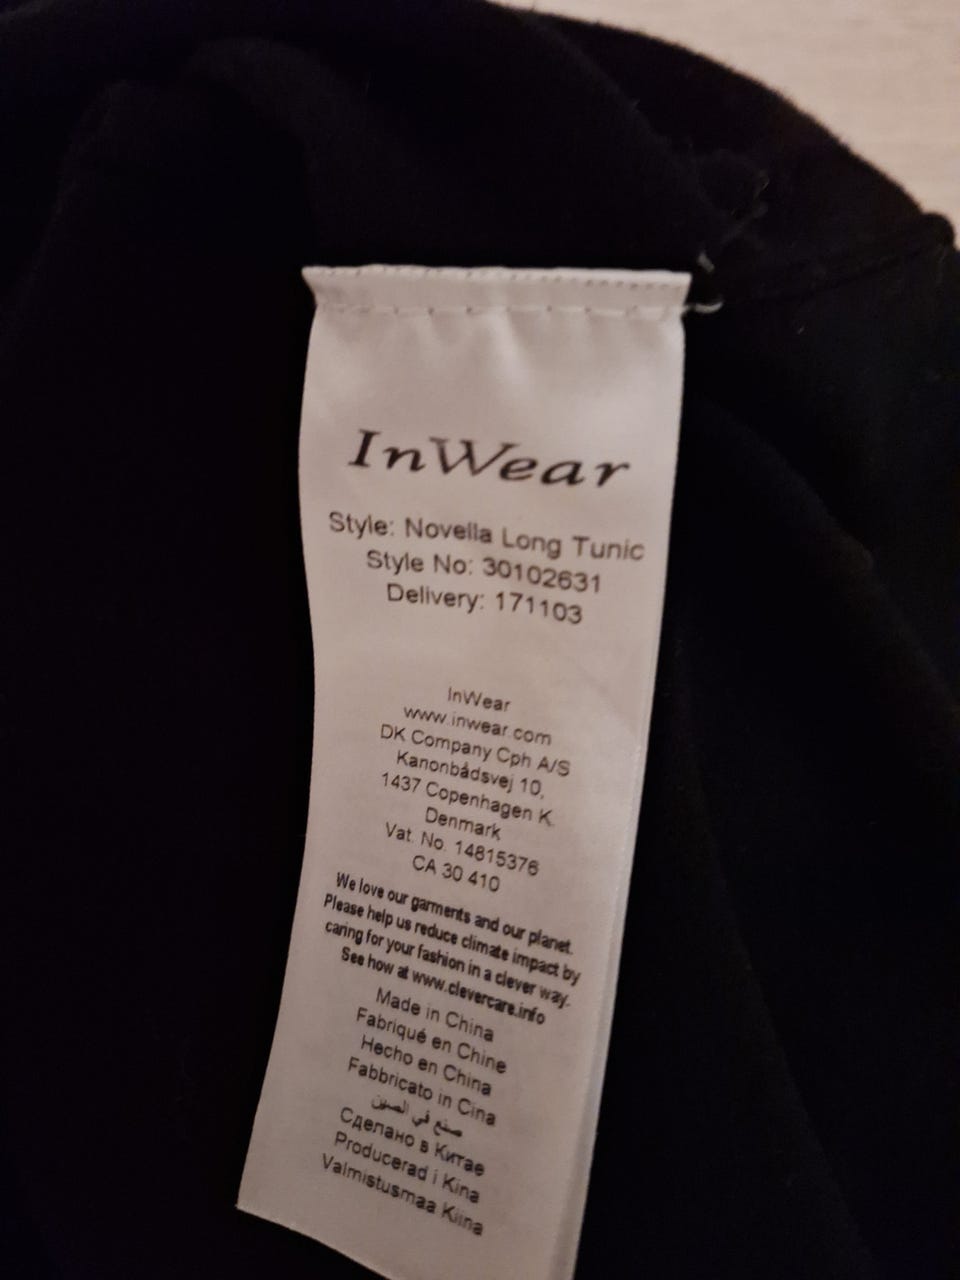 InWear
Style: Novella Long Tunic
Style No: 30102631
Delivery: 171103
InWear
www.inwear.com
DK Company Cph A/S
Kanonbådsvej 10,
1437 Copenhagen K
Denmark
Vat. No. 14815376
CA 30 410
We love our garments and our planet.
Please help us reduce climate impact by
caring for your fashion in a clever way.
See how at www.clevercare.info
Made in China
Fabriqué en Chine
Hecho en China
Fabbricato in Cina
صنع في الصين
Сделано в Китае
Producerad i Kina
Valmistusmaa Kiina